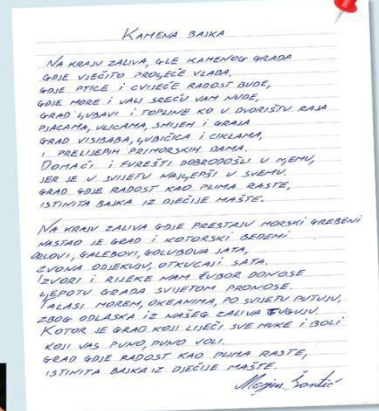 KAMENA BAJKA
NA KRAJU ZALIVA, GLE KAMENOG GRADA
GDJE VJEČITO PROLJEĆE VLADA,
GDJE PTICE I CVIJEĆE RADOST BUDE,
GDJE MORE I VALI SREĆU VAM NUDE,
GRAD LJUBAVI I TOPLINE KO U DVORIŠTU RAJA
PJACAMA, ULICAMA, SMIJEH I GRAJA
GRAD VISIBABA, LJUBIČICA I CIKLAMA,
I PRELIJEPIH PRIMORSKIH DAMA.
DOMAĆI I FUREŠTI DOBRODOŠLI U NJEMU,
JER JE U SVIJETU NAJLJEPŠI U SVEMU.
GRAD GDJE RADOST KAO PLIMA RASTE,
ISTINITA BAJKA IZ DJEČIJE MAŠTE.
NA KRAJU ZALIVA GDJE PRESTAJU MORSKI GREBENI
NASTAO JE GRAD I KOTORSKI BEDEMI
ORLOVI, GALEBOVI, GOLUBOVA JATA,
ZVONA ODJEKUJU, OTKUCAJI SATA.
IZVORI I RIJEKE NAM ŽUBOR DONOSE
LJEPOTU GRADA SVIJETOM PRONOSE.
TALASI MOREM, OKEANIMA, PO SVIJETU PUTUJU,
ZBOG ODLASKA IZ NAŠEG ZALIVA TUGUJU.
KOTOR JE GRAD KOJI LIJEČI SVE MUKE I BOLI
KOJI VAS PUNO, PUNO VOLI.
GRAD GDJE RADOST KAO PLIMA RASTE,
ISTINITA BAJKA IZ DJEČIJE MAŠTE.